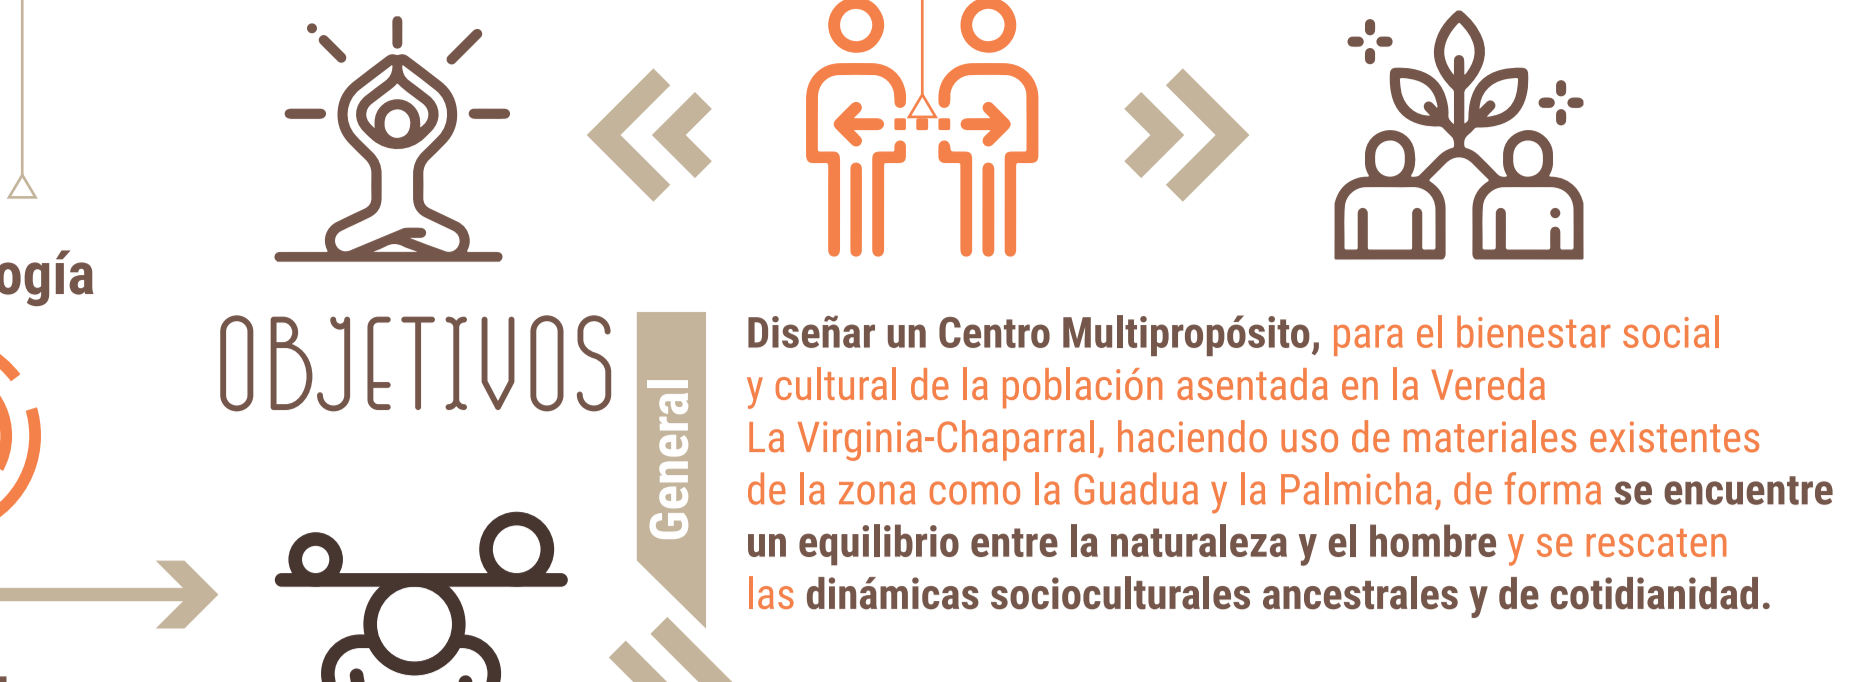 ogía
OBJETIVOS
General
Diseñar un Centro Multipropósito, para el bienestar social
y cultural de la población asentada en la Vereda
La Virginia-Chaparral, haciendo uso de materiales existentes
de la zona como la Guadua y la Palmicha, de forma se encuentre
un equilibrio entre la naturaleza y el hombre y se rescaten
las dinámicas socioculturales ancestrales y de cotidianidad.